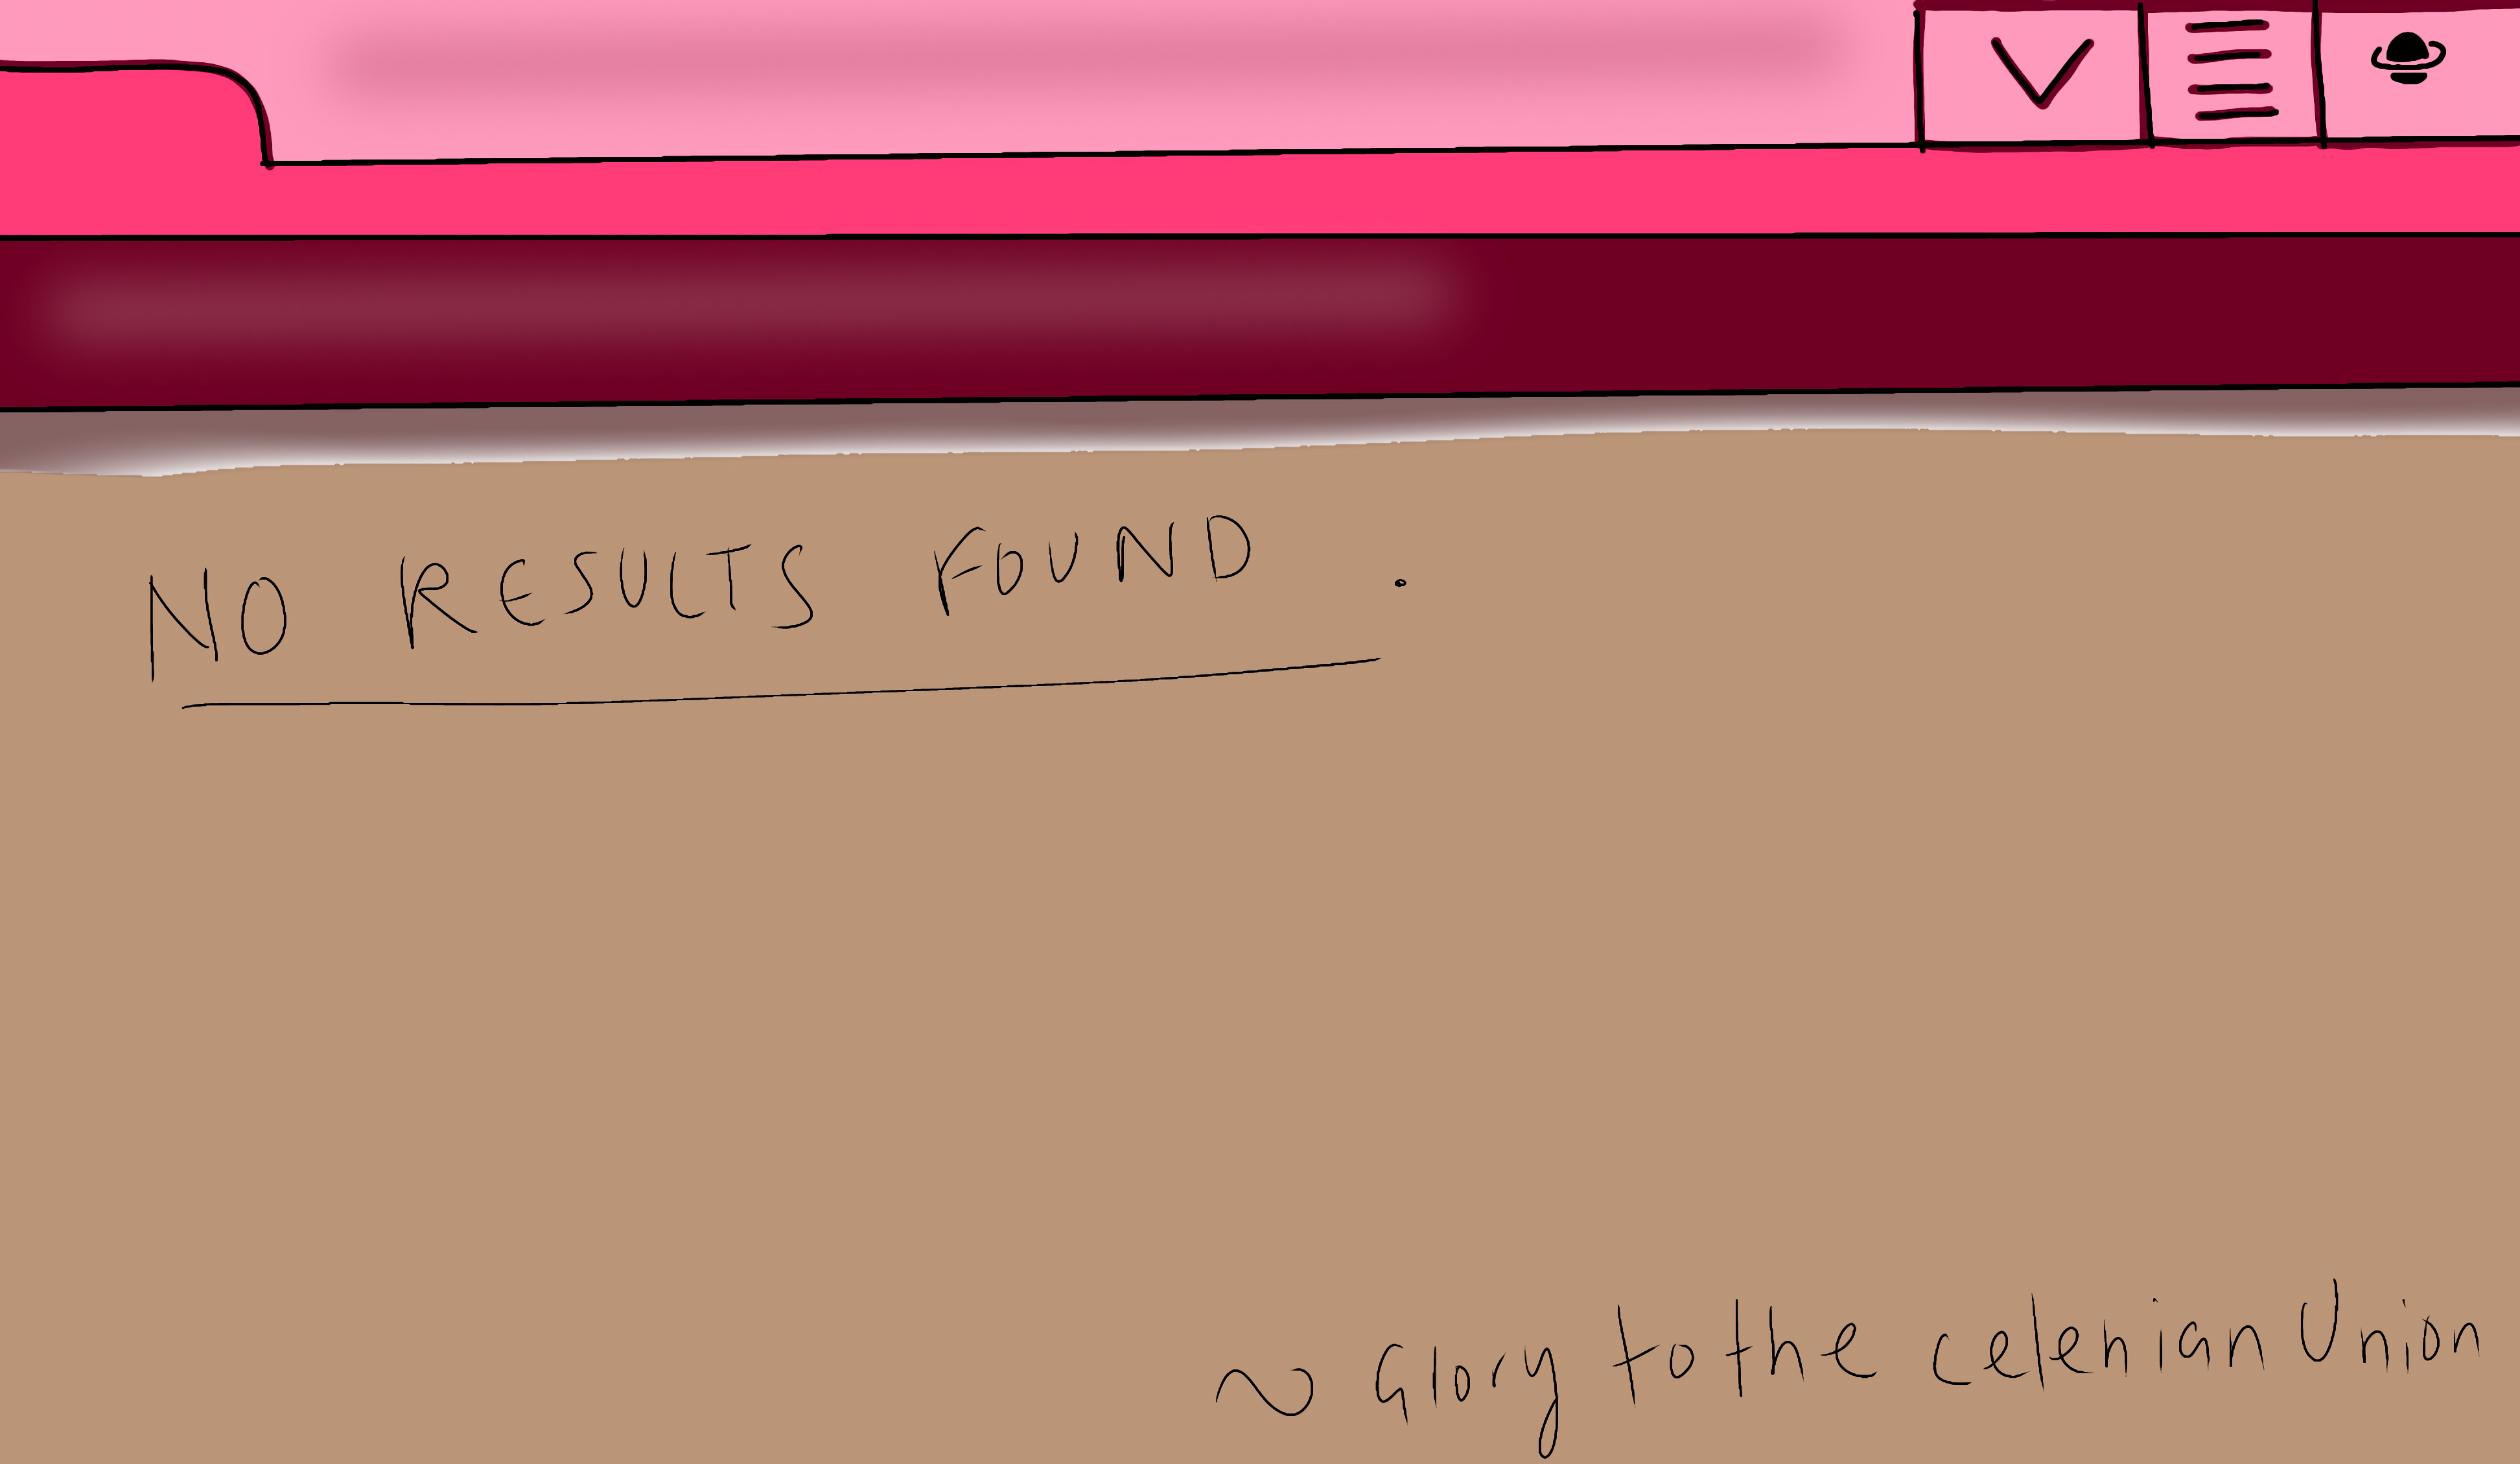 NO RESULTS FOUND .
~ Glory to the celenian Union